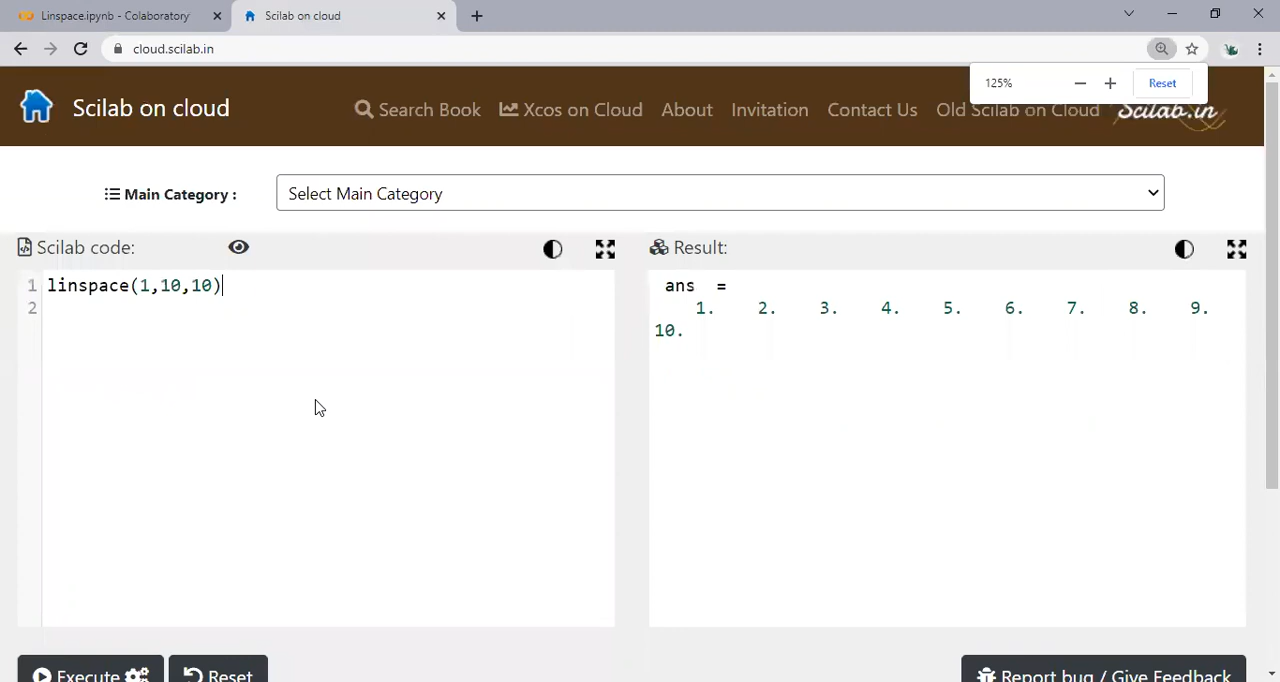 Linspace.ipynb - Colaboratory
Scilab on cloud
cloud.scilab.in
125%
Reset
Scilab on cloud
Search Book
Xcos on Cloud
About
Invitation
Contact Us
Old Scilab on Cloud
Scilab.in
Main Category :
Select Main Category
Scilab code:
Result:
1 linspace(1,10,10)
2
ans =
1. 2. 3. 4. 5. 6. 7. 8. 9.
10.
Execute
Reset
Report bug / Give Feedback